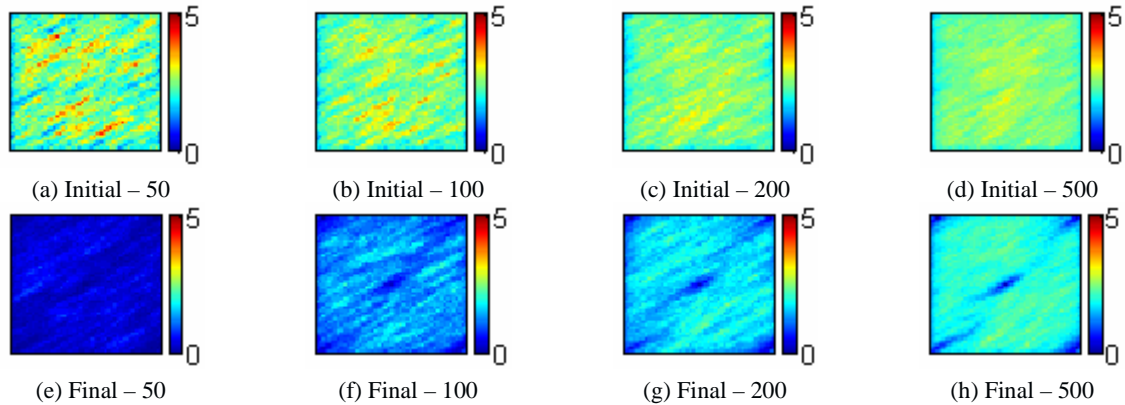 5
0
5
0
5
0
5
0
(a) Initial – 50
(b) Initial – 100
(c) Initial – 200
(d) Initial – 500
5
0
5
0
5
0
5
0
(e) Final – 50
(f) Final – 100
(g) Final – 200
(h) Final – 500